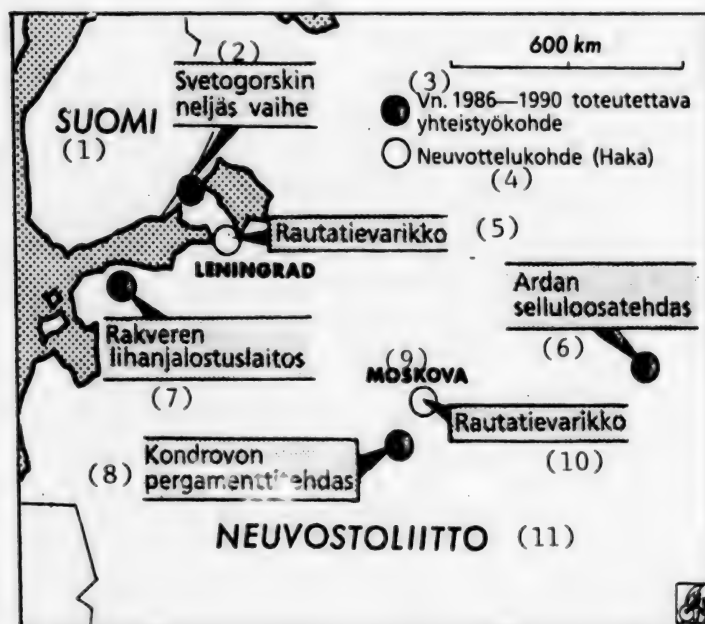 (2)
600 km
Svetogorskin
neljäs vaihe
(3)
Vn. 1986—1990 toteutettava
yhteistyökohde
SUOMI
(1)
Neuvottelukohde (Haka)
(4)
Rautatievarikko (5)
LENINGRAD
Ardan
selluloosatehdas
(6)
Rakveren
lihanjalostuslaitos
(7)
(9)
MOSKOVA
Rautatievarikko
(10)
(8) Kondrovon
pergamenttitehdas
NEUVOSTOLIITTO (11)